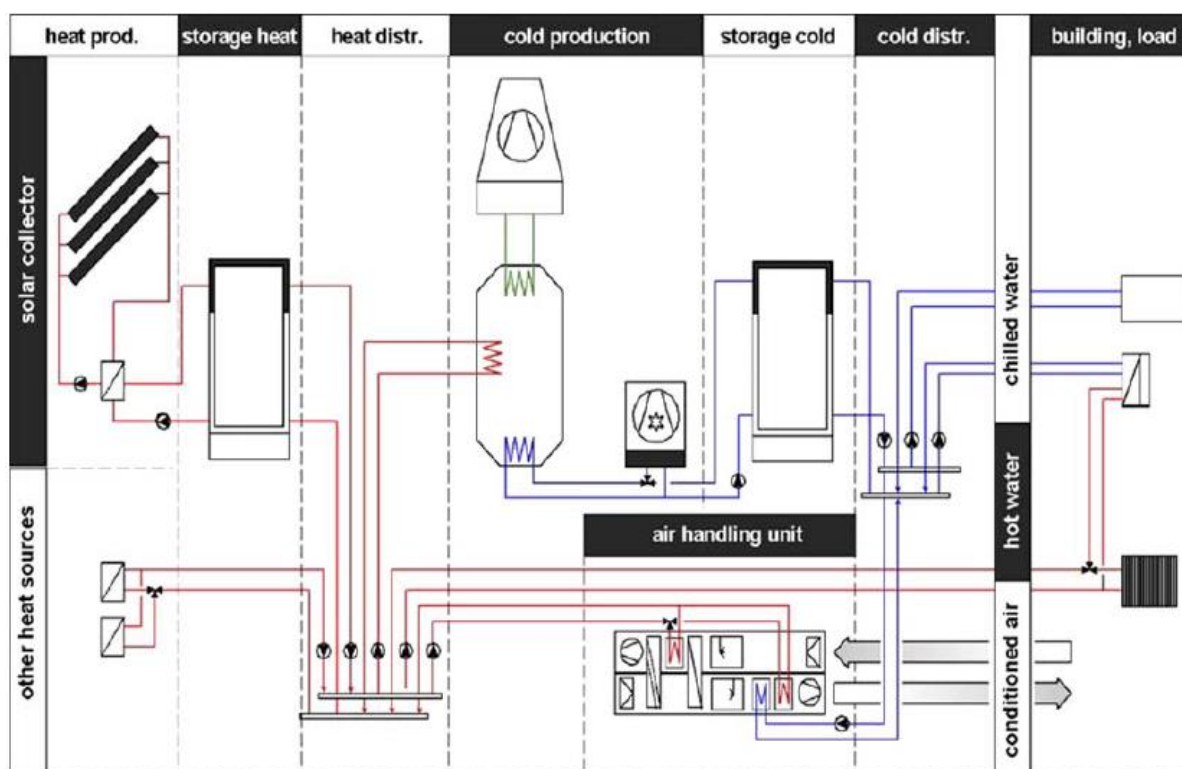 heat prod.
storage heat
heat distr.
cold production
storage cold
cold distr.
building, load
solar collector
chilled water
hot water
air handling unit
other heat sources
conditioned air